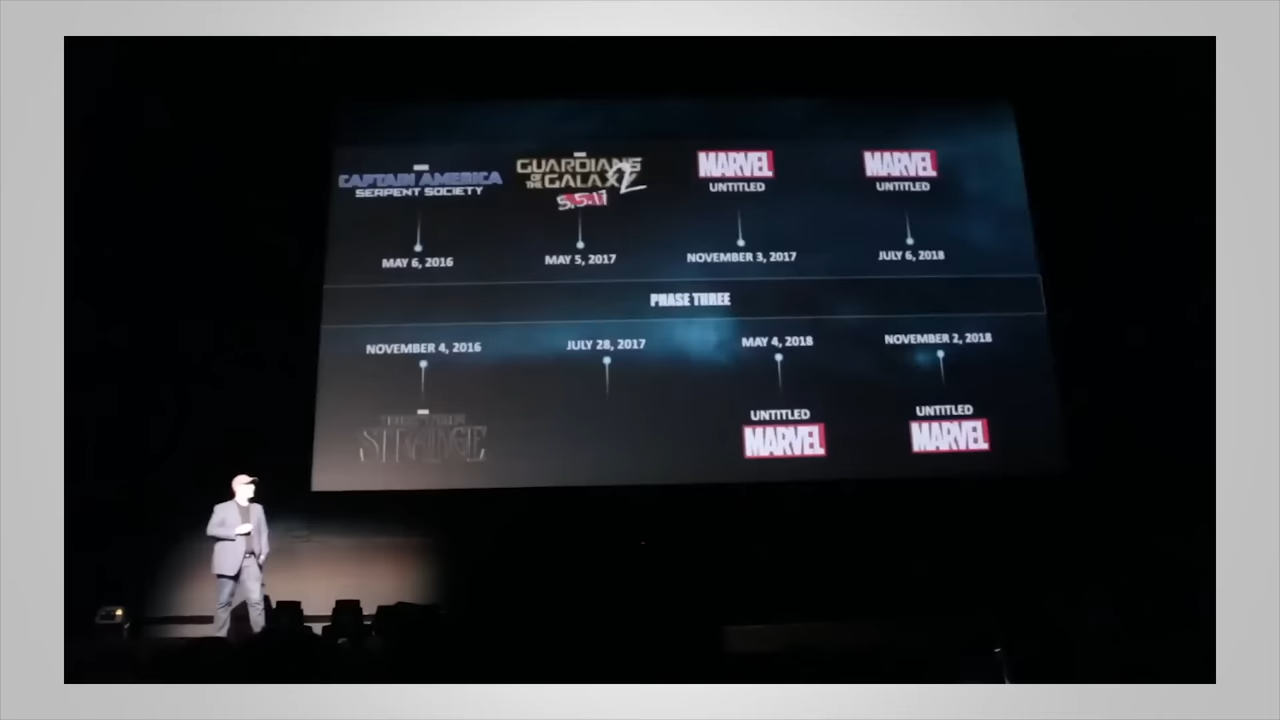 CAPTAIN AMERICA
SERPENT SOCIETY
MAY 6, 2016
GUARDIANS
OF THE GALAXY
2
5.5.17
MAY 5, 2017
MARVEL
UNTITLED
NOVEMBER 3, 2017
MARVEL
UNTITLED
JULY 6, 2018
PHASE THREE
NOVEMBER 4, 2016
STRANGE
JULY 28, 2017
MAY 4, 2018
UNTITLED
MARVEL
NOVEMBER 2, 2018
UNTITLED
MARVEL